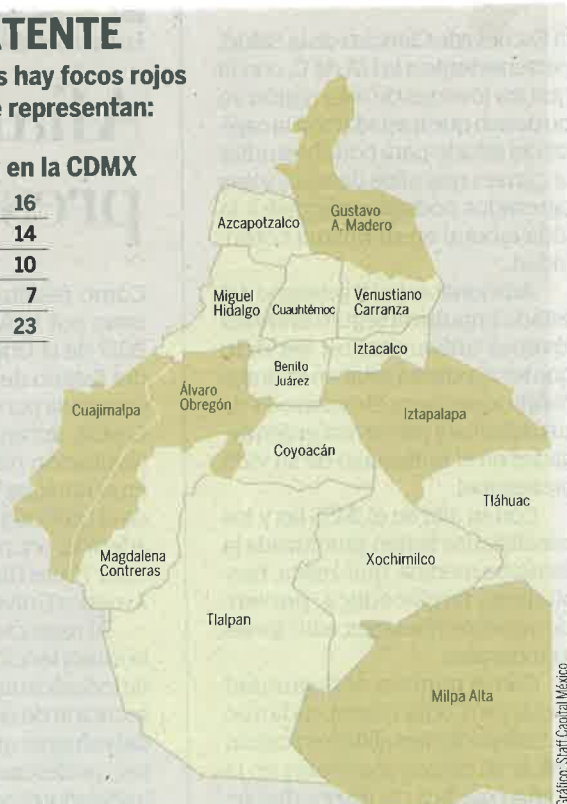 TENTE
s hay focos rojos
e representan:
en la CDMX
16
14
10
7
23
Azcapotzalco
Gustavo
A. Madero
Miguel
Hidalgo
Cuauhtémoc
Venustiano
Carranza
Iztacalco
Benito
Juárez
Cuajimalpa
Álvaro
Obregón
Iztapalapa
Coyoacán
Tláhuac
Magdalena
Contreras
Xochimilco
Tlalpan
Milpa Alta
Gráfico: Staff Capital México